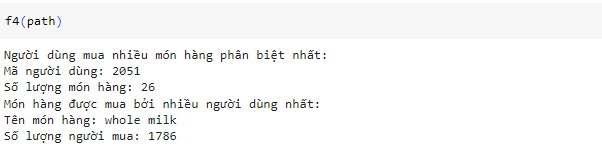 f4(path)
Người dùng mua nhiều món hàng phân biệt nhất:
Mã người dùng: 2051
Số lượng món hàng: 26
Món hàng được mua bởi nhiều người dùng nhất:
Tên món hàng: whole milk
Số lượng người mua: 1786